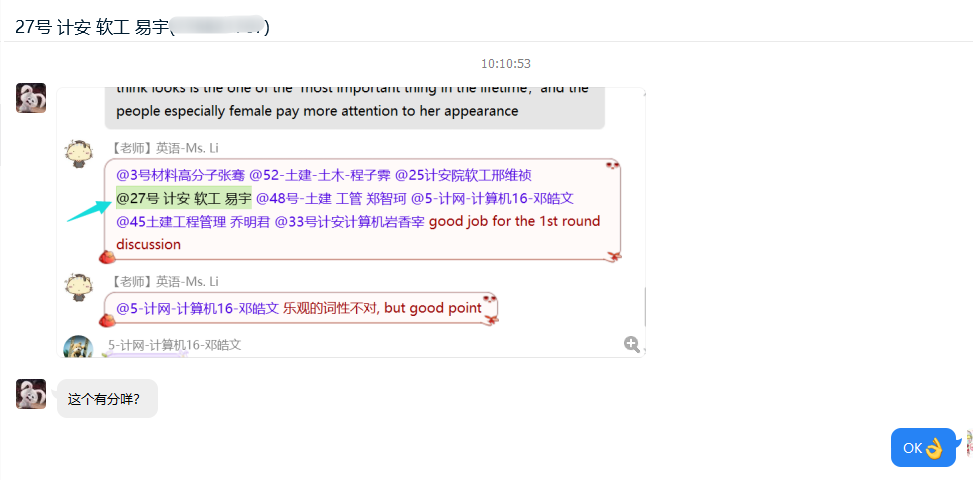 27号 计安 软工 易宇( )
10:10:53
think looks is the one of the most important thing in the lifetime, and the
people especially female pay more attention to her appearance
【老师】英语-Ms. Li
@3号材料高分子张骞 @52-土建-土木-程子霁 @25计安院软工邢维祯
@27号 计安 软工 易宇 @48号-土建 工管 郑智珂 @5-计网-计算机16-邓皓文
@45土建工程管理 乔明君 @33号计安计算机岩香宰 good job for the 1st round
discussion
【老师】英语-Ms. Li
@5-计网-计算机16-邓皓文 乐观的词性不对, but good point
5-计网-计算机16-邓皓文
这个有分咩?
OK👌